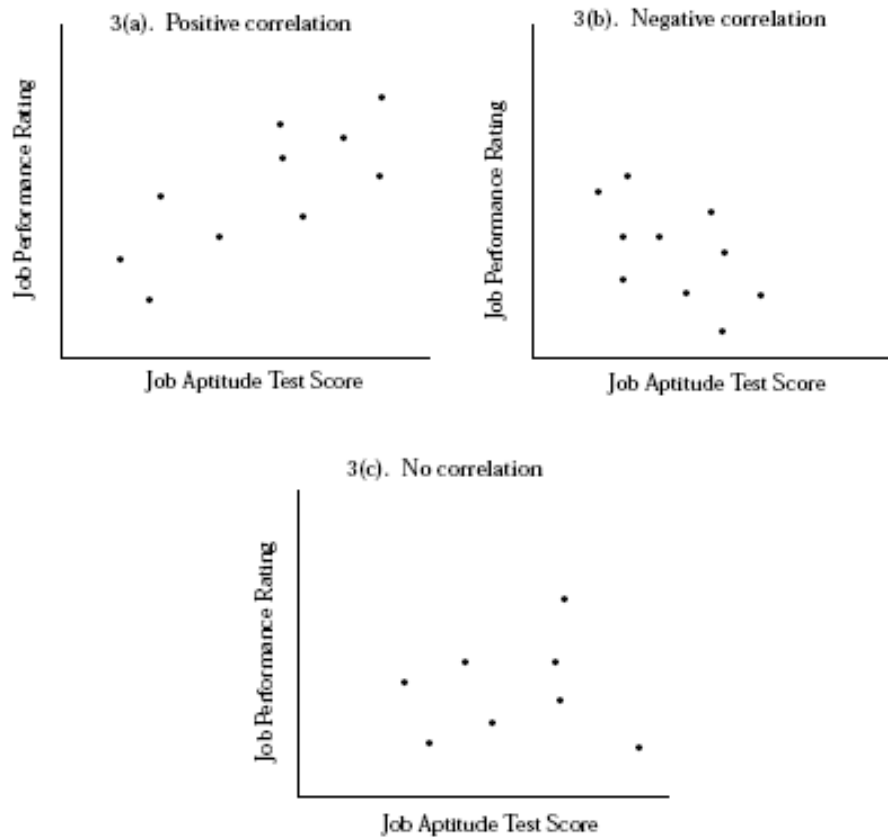 3(a). Positive correlation
Job Performance Rating
Job Aptitude Test Score
3(b). Negative correlation
Job Performance Rating
Job Aptitude Test Score
3(c). No correlation
Job Performance Rating
Job Aptitude Test Score